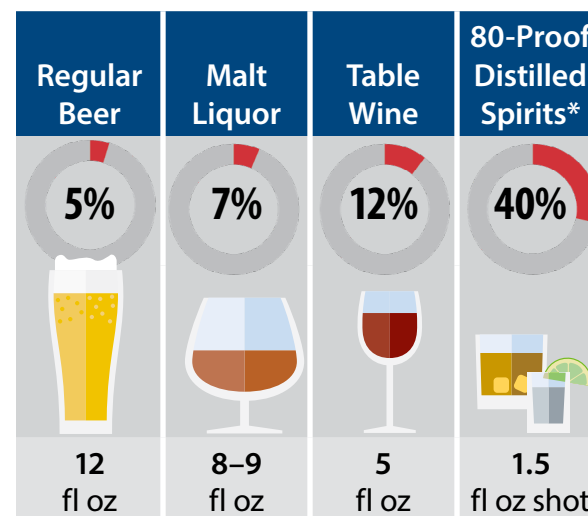 Regular
Beer
Malt
Liquor
Table
Wine
80-Proof
Distilled
Spirits*
5%
7%
12%
40%
12
fl oz
8–9
fl oz
5
fl oz
1.5
fl oz shot